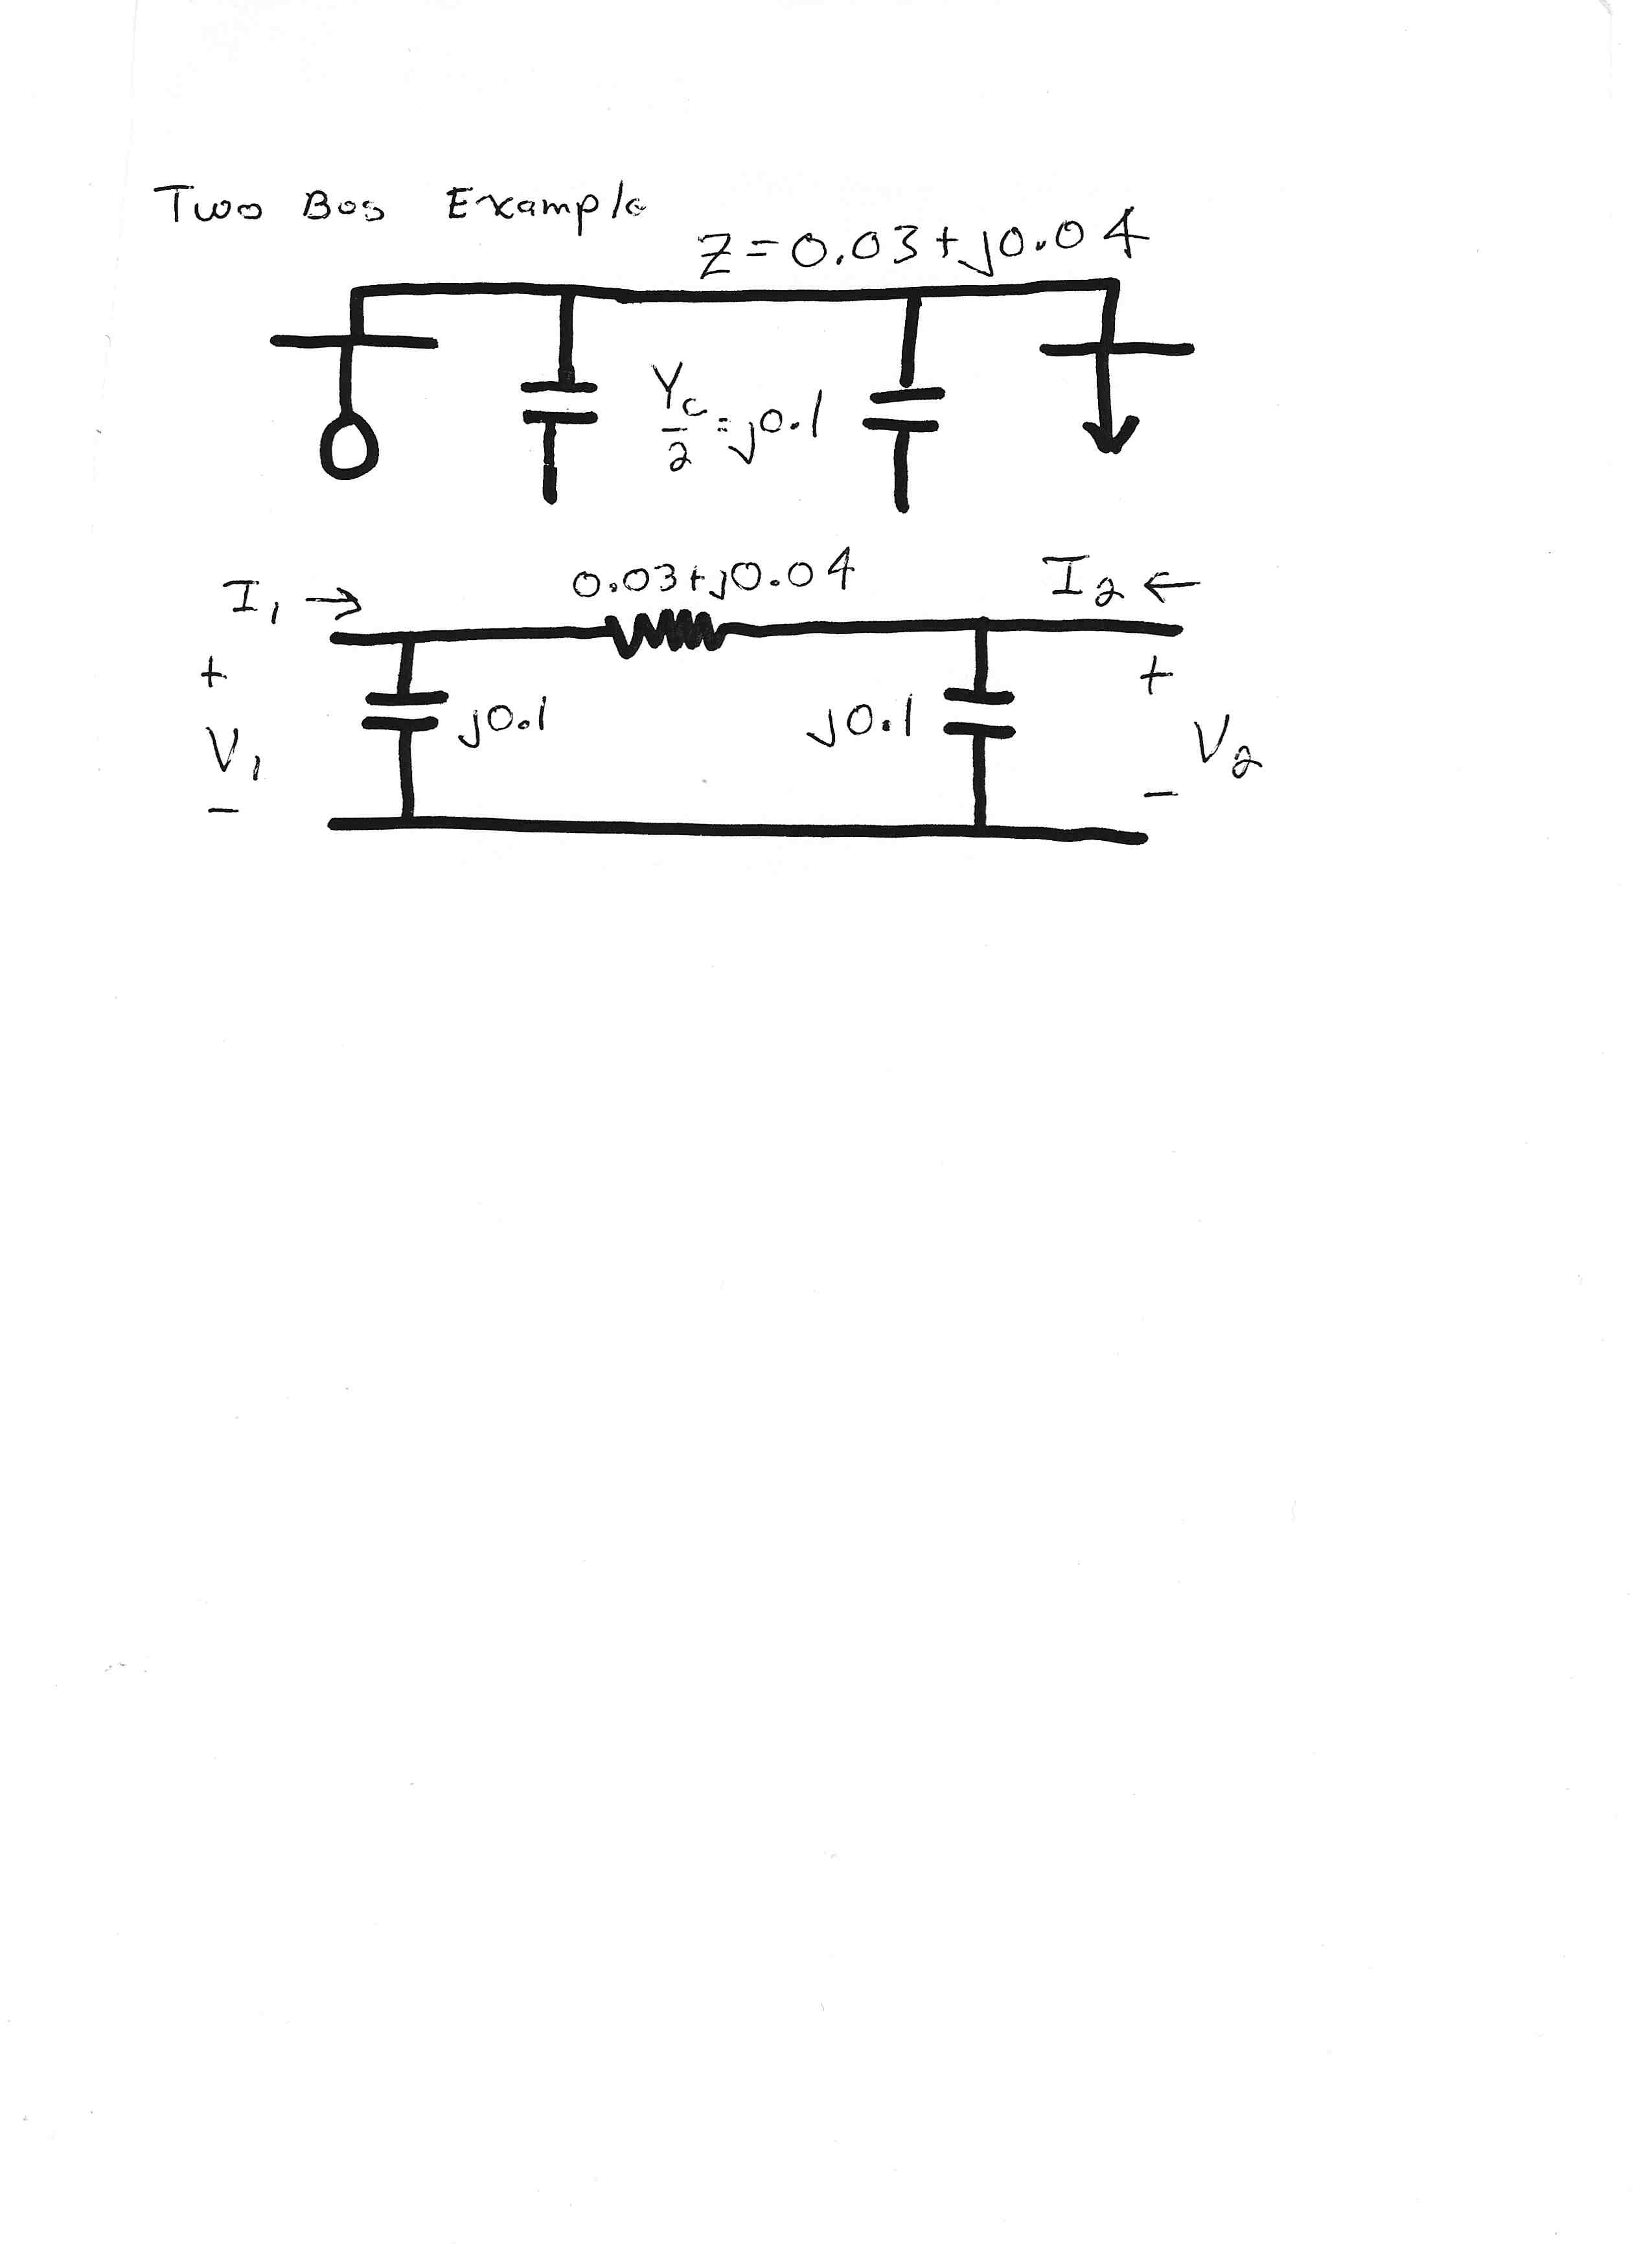 Two Bus Example
Z=0.03+j0.04
Yc/2=j0.1
I1 → 0.03+j0.04 I2 ←
+ +
j0.1 j0.1
V1 V2
- -